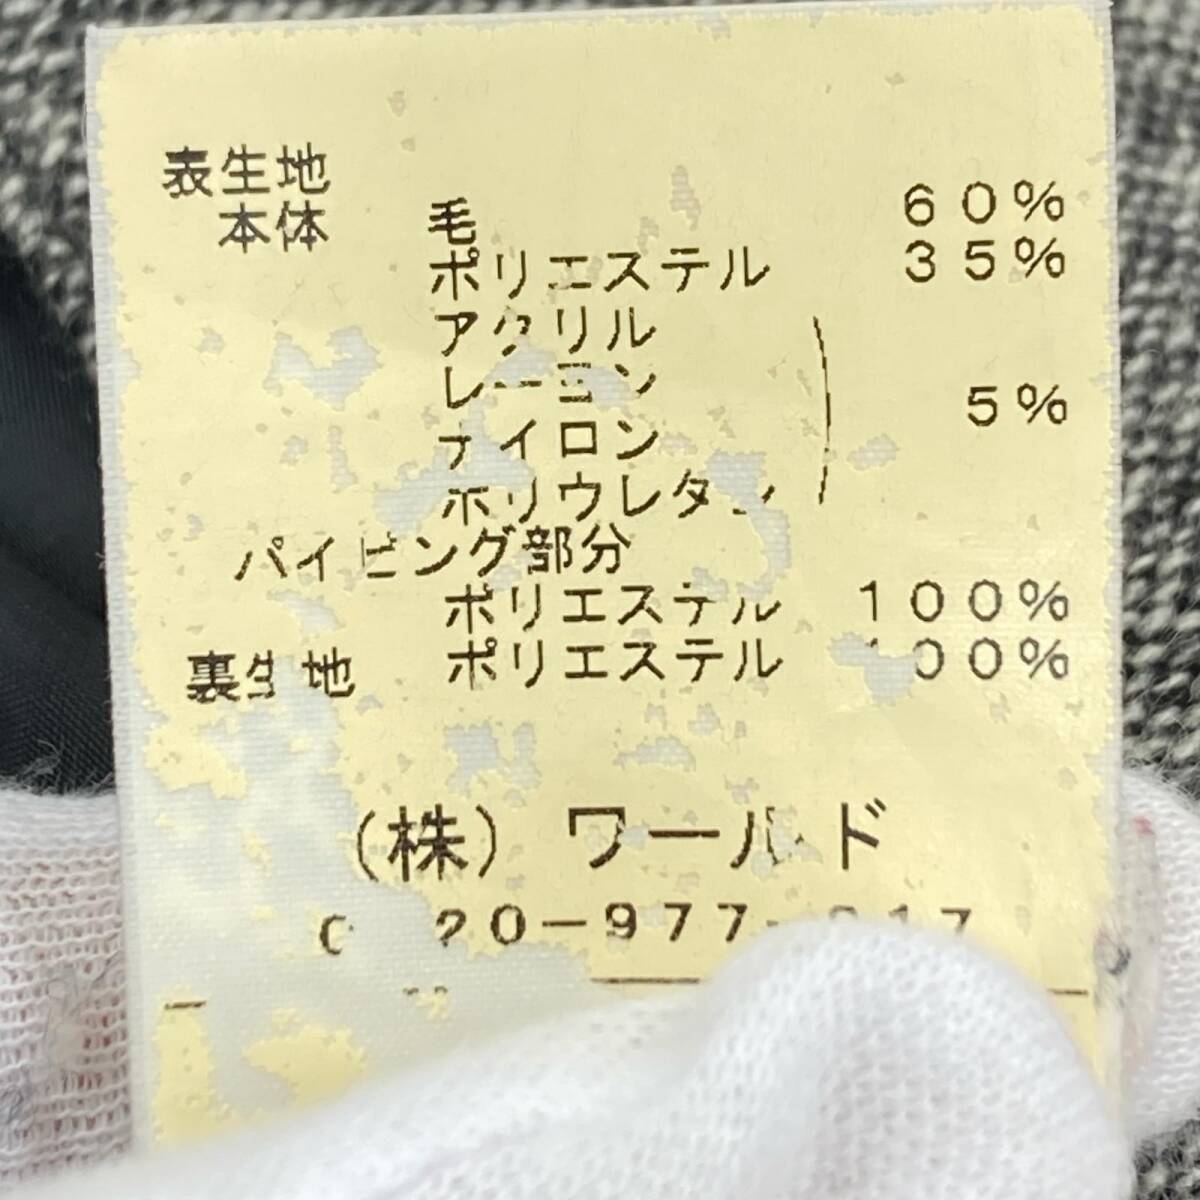 表生地
本体 毛 60%
ポリエステル 35%
アクリル
レーヨン
ナイロン 5%
ポリウレタン
パイピング部分
ポリエステル 100%
裏生地 ポリエステル 100%
(株) ワールド